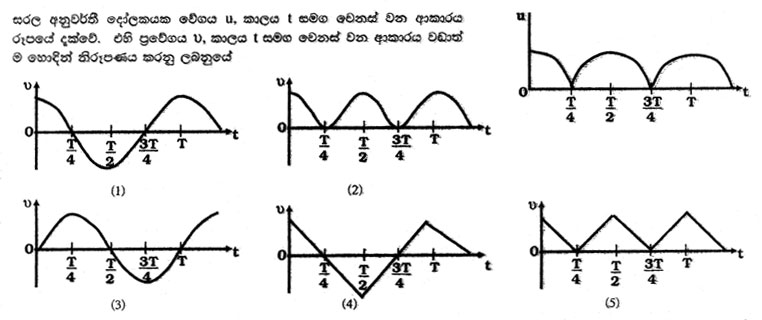 සරල අනුවර්තී දෝලකයක වේගය u, කාලය t සමග වෙනස් වන ආකාරය
රූපයේ දැක්වේ. එහි ප්‍රවේගය υ, කාලය t සමග වෙනස් වන ආකාරය වඩාත්
ම හොඳින් නිරූපණය කරනු ලබනුයේ
u
0
T/4 T/2 3T/4 T t
υ
0
T/4 T/2 3T/4 T t
(1)
υ
0
T/4 T/2 3T/4 T t
(2)
υ
0
T/4 T/2 3T/4 T t
(3)
υ
0
T/4 T/2 3T/4 T t
(4)
υ
0
T/4 T/2 3T/4 T t
(5)